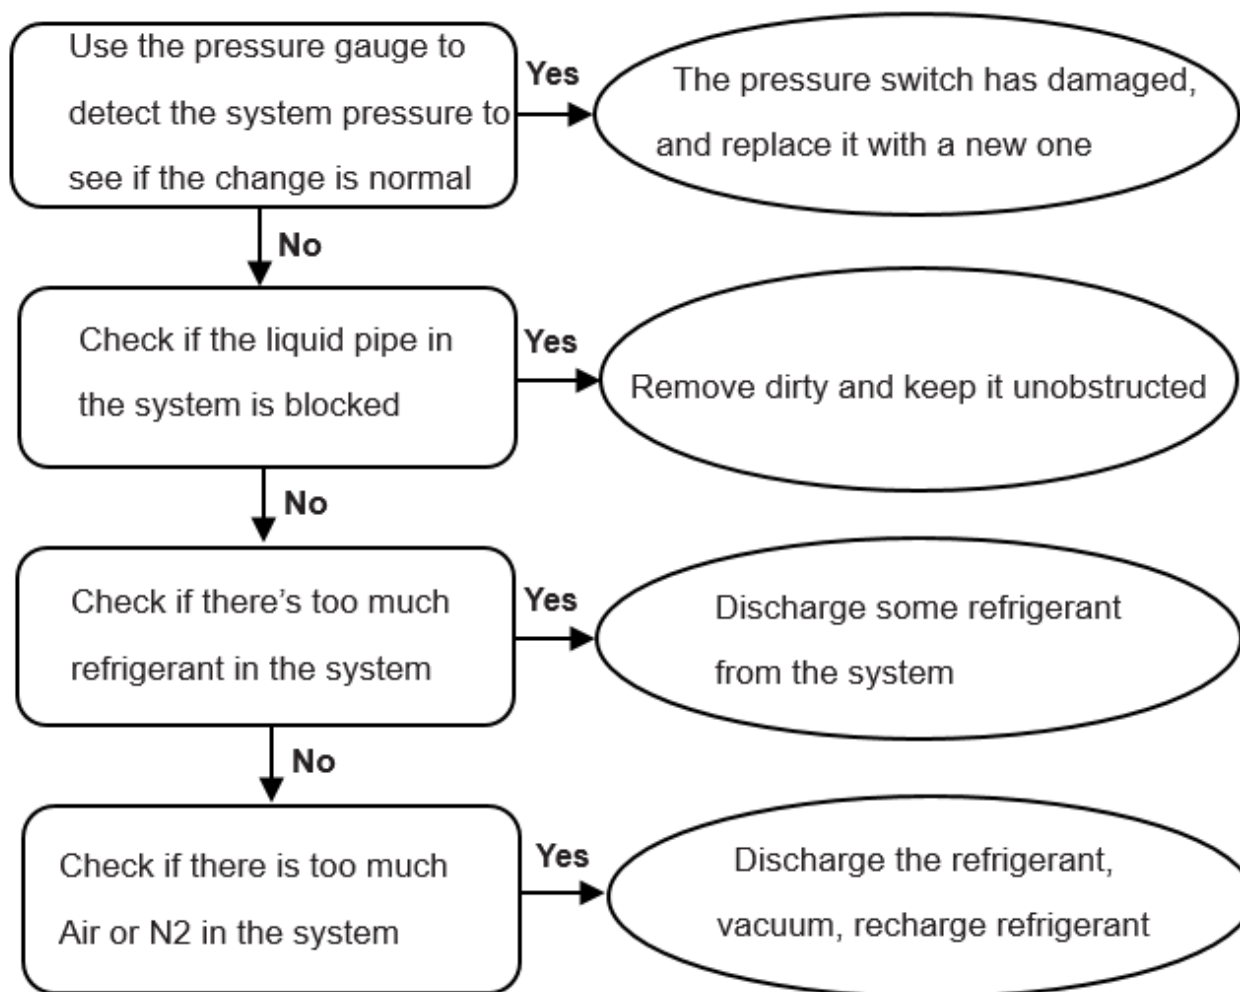 Use the pressure gauge to
detect the system pressure to
see if the change is normal
Yes
The pressure switch has damaged,
and replace it with a new one
No
Check if the liquid pipe in
the system is blocked
Yes
Remove dirty and keep it unobstructed
No
Check if there’s too much
refrigerant in the system
Yes
Discharge some refrigerant
from the system
No
Check if there is too much
Air or N2 in the system
Yes
Discharge the refrigerant,
vacuum, recharge refrigerant